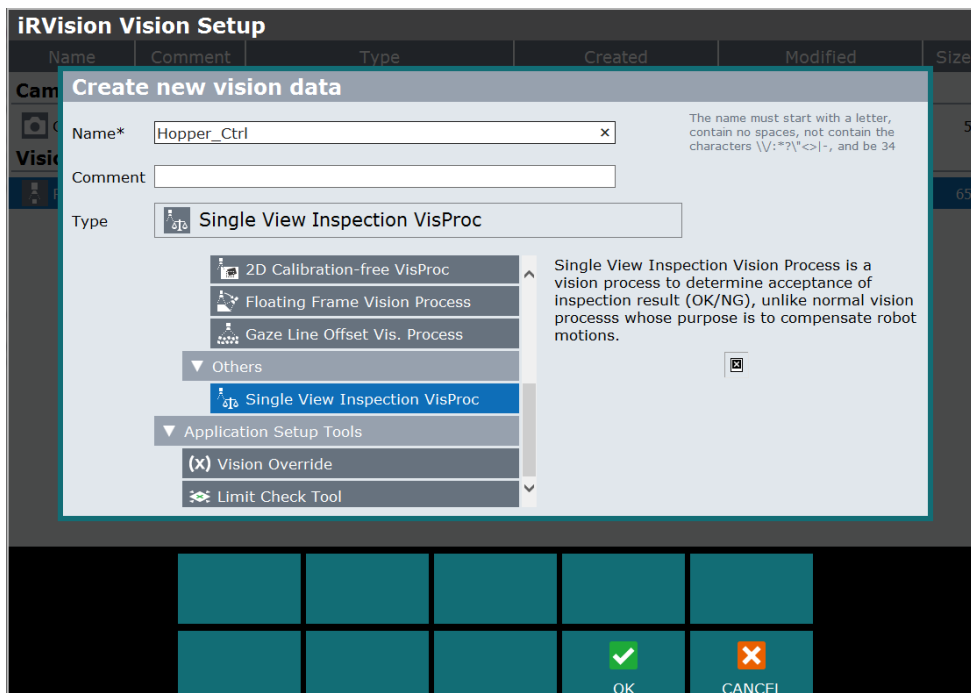 iRVision Vision Setup
Name Comment Type Created Modified Size
Cam
Create new vision data
Name* Hopper_Ctrl ×
The name must start with a letter,
contain no spaces, not contain the
characters \\/:*?\"<>|-, and be 34
5
Visi
Comment
65
Type Single View Inspection VisProc
2D Calibration-free VisProc
Floating Frame Vision Process
Gaze Line Offset Vis. Process
Others
Single View Inspection VisProc
Application Setup Tools
(x) Vision Override
Limit Check Tool
Single View Inspection Vision Process is a
vision process to determine acceptance of
inspection result (OK/NG), unlike normal vision
processs whose purpose is to compensate robot
motions.
OK CANCEL